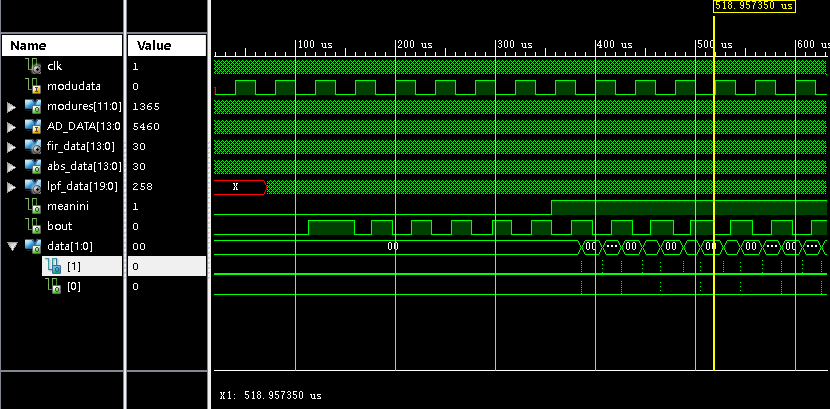 518.957350 us
Name Value
100 us 200 us 300 us 400 us 500 us 600 us
clk 1
modudata 0
modures[11:0] 1365
AD_DATA[13:0 5460
fir_data[13:0] 30
abs_data[13:0] 30
lpf_data[19:0] 258 X
meanini 1
bout 0
data[1:0] 00 00 00 ... 00 00 00 00 ... 00 ...
[1] 0
[0] 0
X1: 518.957350 us